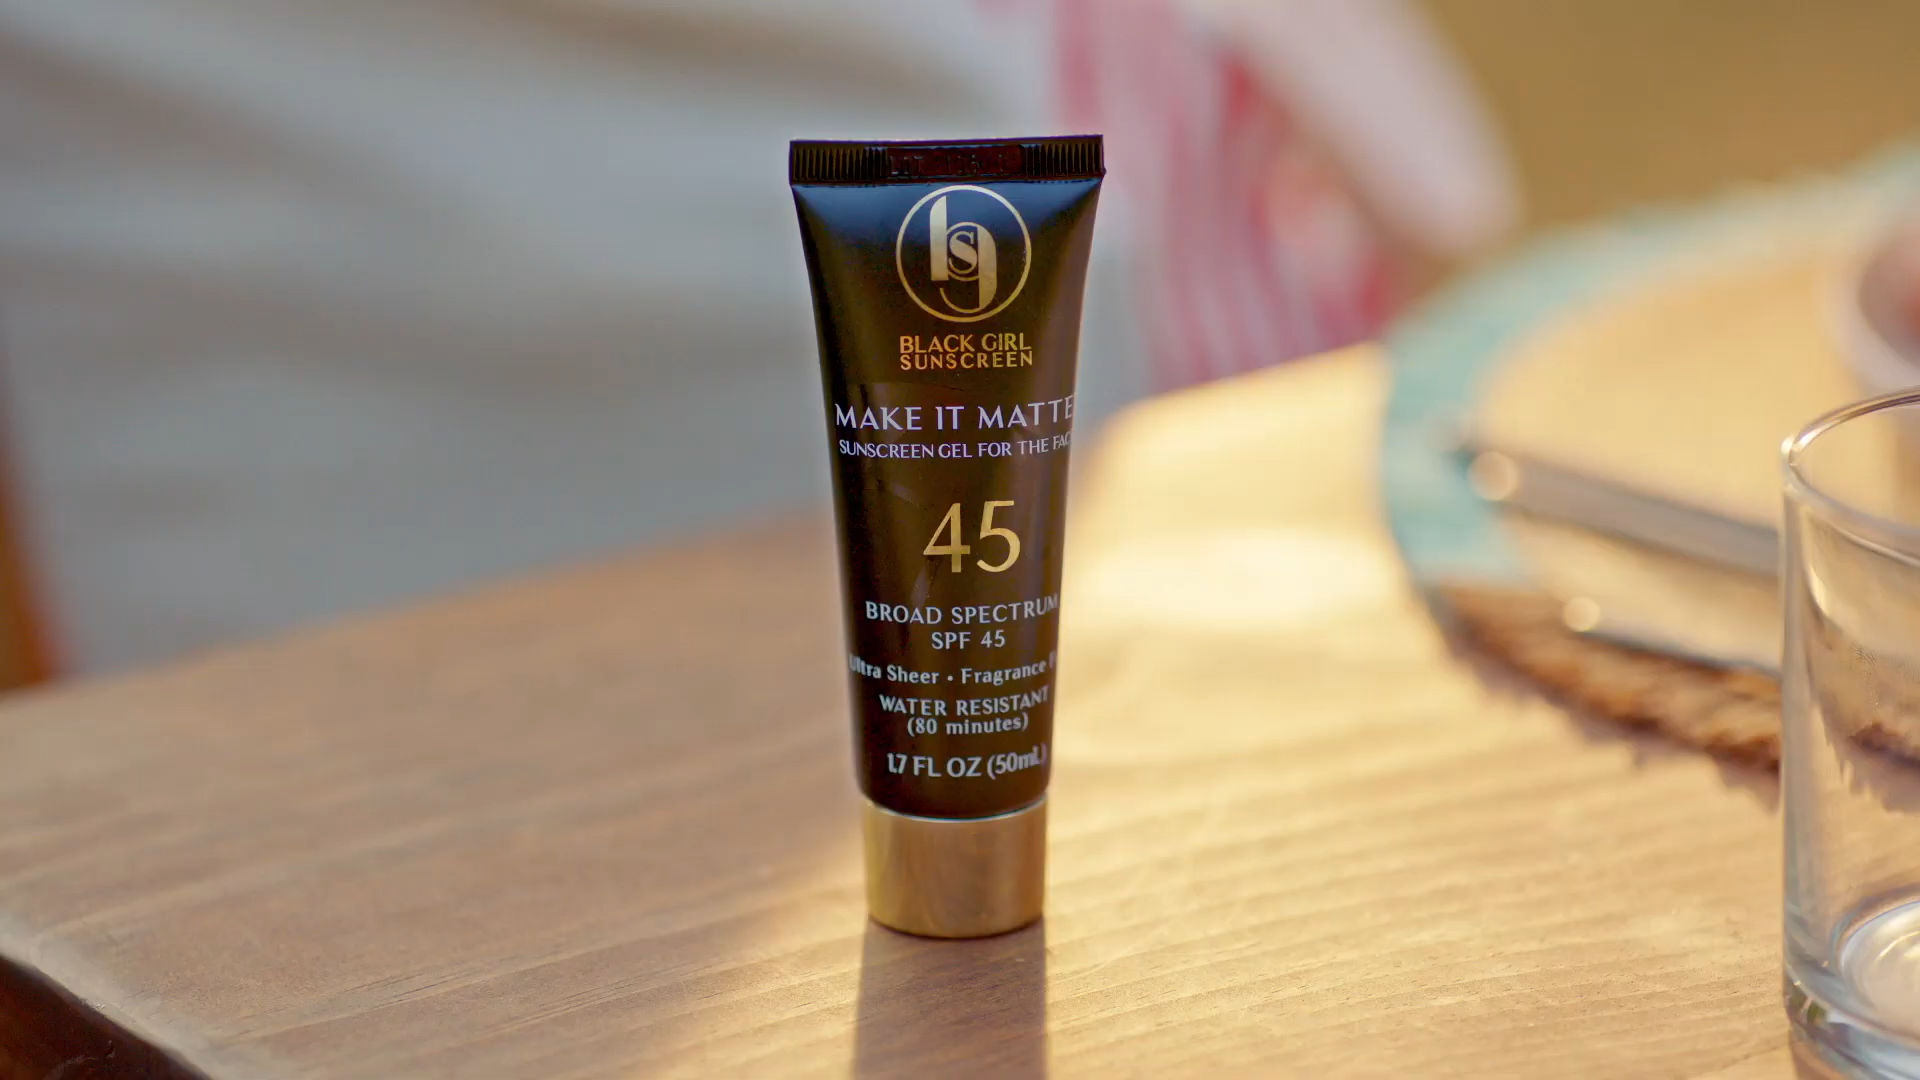 bsg
BLACK GIRL
SUNSCREEN
MAKE IT MATTE
SUNSCREEN GEL FOR THE FAC
45
BROAD SPECTRUM
SPF 45
Ultra Sheer • Fragrance
WATER RESISTANT
(80 minutes)
1.7 FL OZ (50mL)